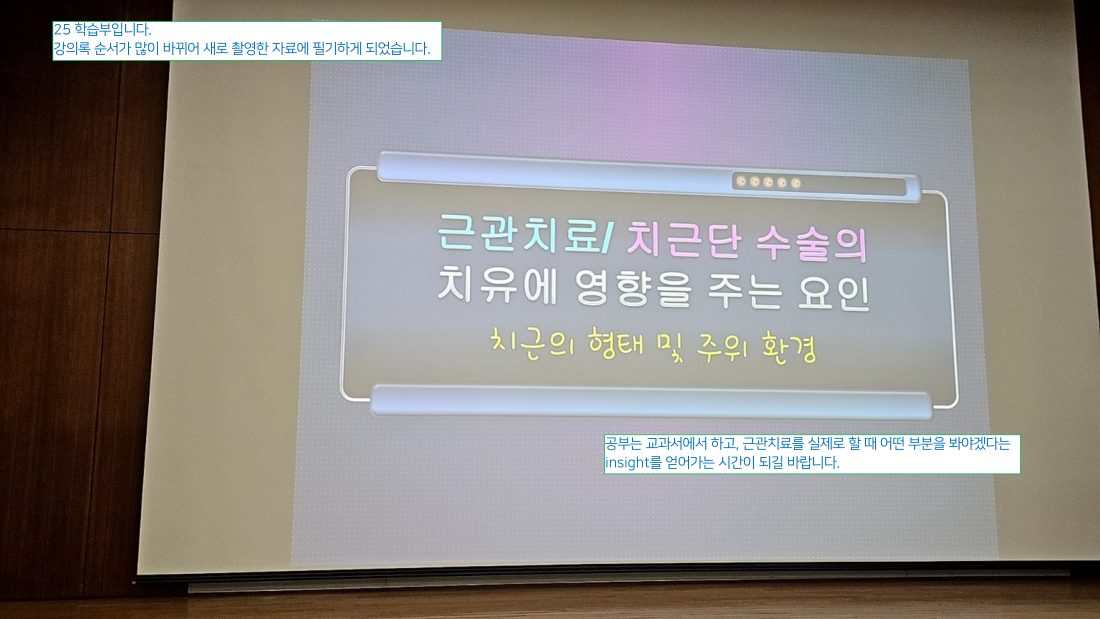 25 학습부입니다.
강의록 순서가 많이 바뀌어 새로 촬영한 자료에 필기하게 되었습니다.
근관치료/ 치근단 수술의
치유에 영향을 주는 요인
치근의 형태 및 주위 환경
공부는 교과서에서 하고, 근관치료를 실제로 할 때 어떤 부분을 봐야겠다는
insight를 얻어가는 시간이 되길 바랍니다.